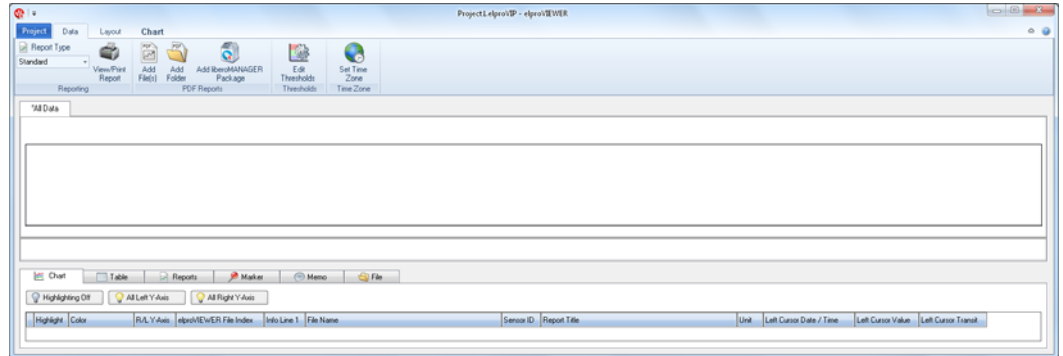 Project1.elproVIP - elproVIEWER
Project Data Layout Chart
Report Type
Standard
View/Print Report
Add File(s)
Add Folder
Add liberoMANAGER Package
Edit Thresholds
Set Time Zone
Reporting PDF Reports Thresholds Time Zone
*All Data
Chart Table Reports Marker Memo File
Highlighting Off All Left Y-Axis All Right Y-Axis
Highlight Color R/L Y-Axis elproVIEWER File Index Info Line 1 File Name Sensor ID Report Title Unit Left Cursor Date / Time Left Cursor Value Left Cursor Transit